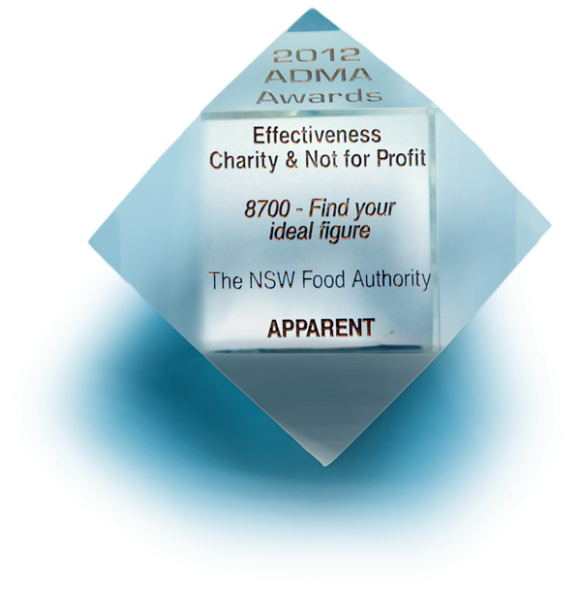 2012
ADMA
Awards
Effectiveness
Charity & Not for Profit
8700 - Find your
ideal figure
The NSW Food Authority
APPARENT